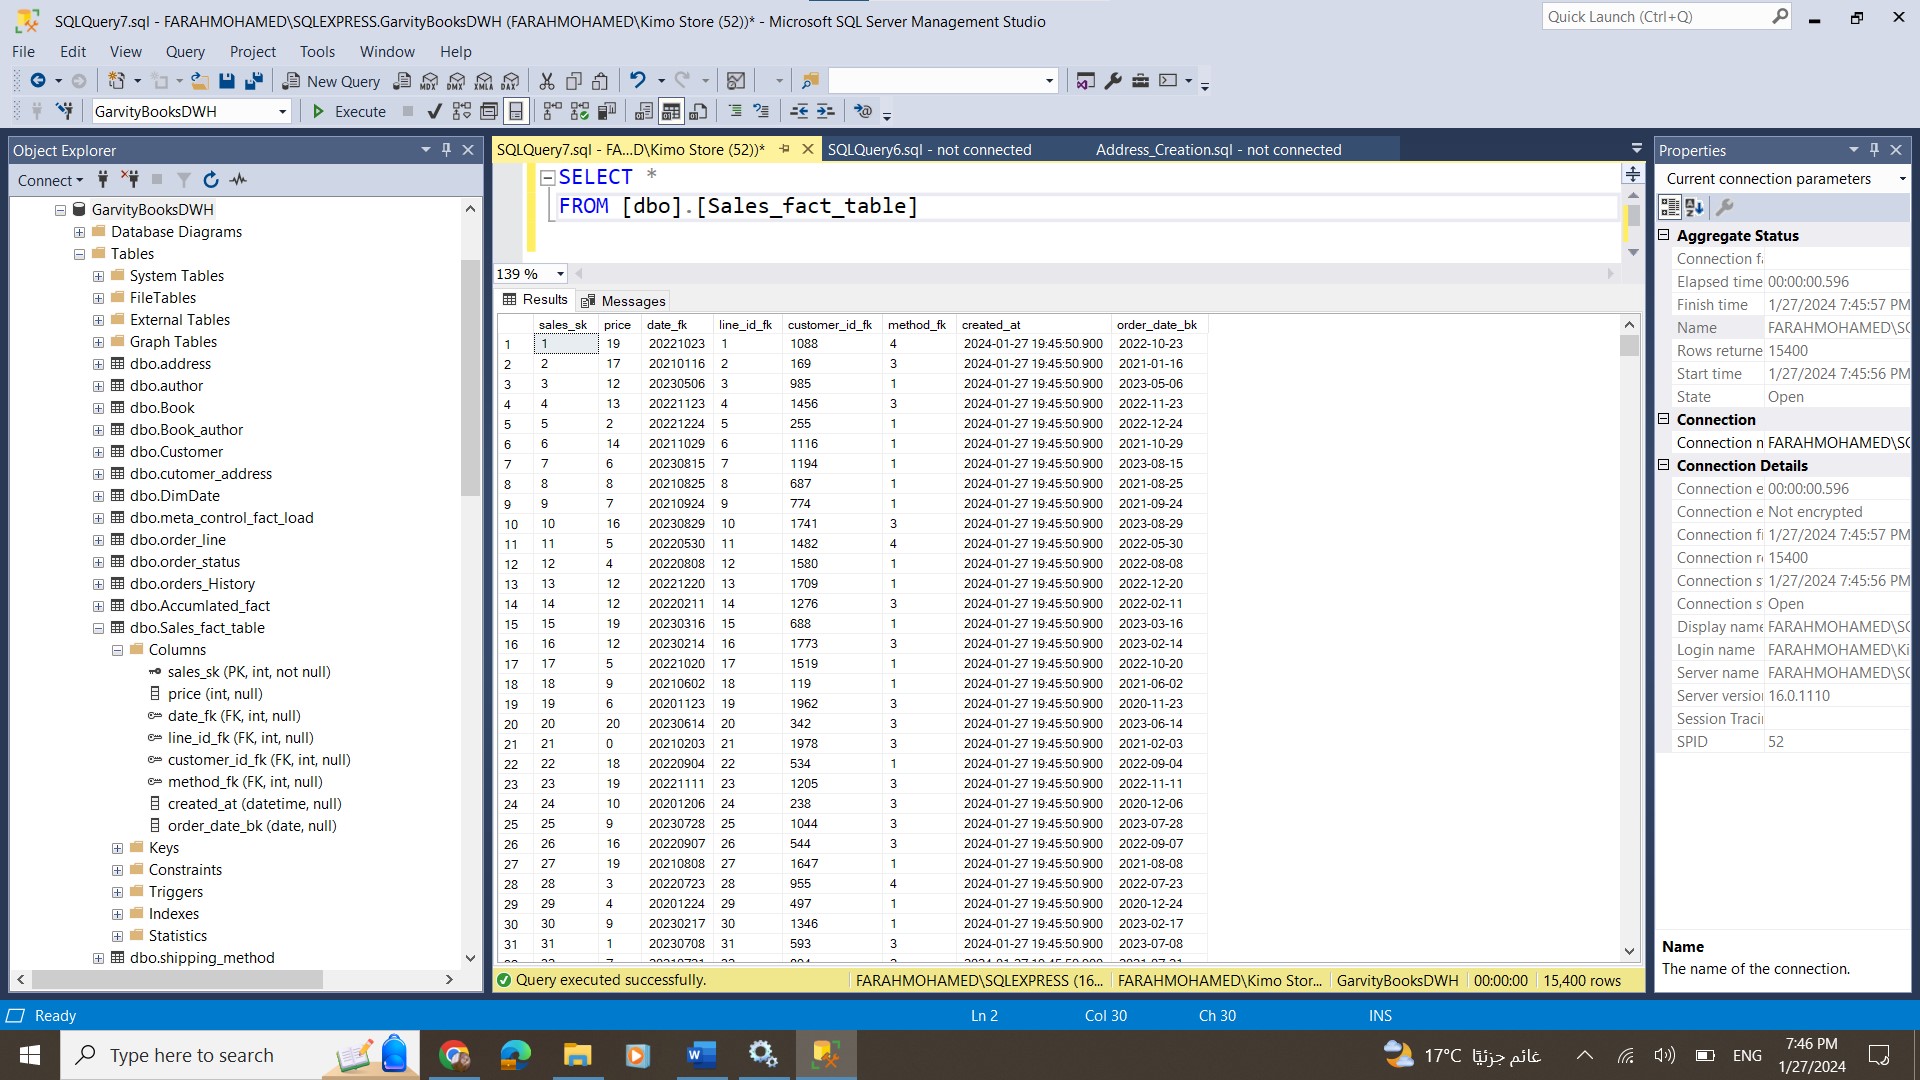 SQLQuery7.sql - FARAHMOHAMED\SQLEXPRESS.GarvityBooksDWH (FARAHMOHAMED\Kimo Store (52))* - Microsoft SQL Server Management Studio
Quick Launch (Ctrl+Q)
File Edit View Query Project Tools Window Help
New Query MDX DMX XMLA DAX
GarvityBooksDWH Execute
Object Explorer
Connect
GarvityBooksDWH
Database Diagrams
Tables
System Tables
FileTables
External Tables
Graph Tables
dbo.address
dbo.author
dbo.Book
dbo.Book_author
dbo.Customer
dbo.cutomer_address
dbo.DimDate
dbo.meta_control_fact_load
dbo.order_line
dbo.order_status
dbo.orders_History
dbo.Accumlated_fact
dbo.Sales_fact_table
Columns
sales_sk (PK, int, not null)
price (int, null)
date_fk (FK, int, null)
line_id_fk (FK, int, null)
customer_id_fk (FK, int, null)
method_fk (FK, int, null)
created_at (datetime, null)
order_date_bk (date, null)
Keys
Constraints
Triggers
Indexes
Statistics
dbo.shipping_method
SQLQuery7.sql - FA...D\Kimo Store (52))* SQLQuery6.sql - not connected Address_Creation.sql - not connected
SELECT *
FROM [dbo].[Sales_fact_table]
139 %
Results Messages
sales_sk price date_fk line_id_fk customer_id_fk method_fk created_at order_date_bk
1 1 19 20221023 1 1088 4 2024-01-27 19:45:50.900 2022-10-23
2 2 17 20210116 2 169 3 2024-01-27 19:45:50.900 2021-01-16
3 3 12 20230506 3 985 1 2024-01-27 19:45:50.900 2023-05-06
4 4 13 20221123 4 1456 3 2024-01-27 19:45:50.900 2022-11-23
5 5 2 20221224 5 255 1 2024-01-27 19:45:50.900 2022-12-24
6 6 14 20211029 6 1116 1 2024-01-27 19:45:50.900 2021-10-29
7 7 6 20230815 7 1194 1 2024-01-27 19:45:50.900 2023-08-15
8 8 8 20210825 8 687 1 2024-01-27 19:45:50.900 2021-08-25
9 9 7 20210924 9 774 1 2024-01-27 19:45:50.900 2021-09-24
10 10 16 20230829 10 1741 3 2024-01-27 19:45:50.900 2023-08-29
11 11 5 20220530 11 1482 4 2024-01-27 19:45:50.900 2022-05-30
12 12 4 20220808 12 1580 1 2024-01-27 19:45:50.900 2022-08-08
13 13 12 20221220 13 1709 1 2024-01-27 19:45:50.900 2022-12-20
14 14 12 20220211 14 1276 3 2024-01-27 19:45:50.900 2022-02-11
15 15 19 20230316 15 688 1 2024-01-27 19:45:50.900 2023-03-16
16 16 12 20230214 16 1773 3 2024-01-27 19:45:50.900 2023-02-14
17 17 5 20221020 17 1519 1 2024-01-27 19:45:50.900 2022-10-20
18 18 9 20210602 18 119 1 2024-01-27 19:45:50.900 2021-06-02
19 19 6 20201123 19 1962 3 2024-01-27 19:45:50.900 2020-11-23
20 20 20 20230614 20 342 3 2024-01-27 19:45:50.900 2023-06-14
21 21 0 20210203 21 1978 3 2024-01-27 19:45:50.900 2021-02-03
22 22 18 20220904 22 534 1 2024-01-27 19:45:50.900 2022-09-04
23 23 19 20221111 23 1205 3 2024-01-27 19:45:50.900 2022-11-11
24 24 10 20201206 24 238 3 2024-01-27 19:45:50.900 2020-12-06
25 25 9 20230728 25 1044 3 2024-01-27 19:45:50.900 2023-07-28
26 26 16 20220907 26 544 3 2024-01-27 19:45:50.900 2022-09-07
27 27 19 20210808 27 1647 1 2024-01-27 19:45:50.900 2021-08-08
28 28 3 20220723 28 955 4 2024-01-27 19:45:50.900 2022-07-23
29 29 4 20201224 29 497 1 2024-01-27 19:45:50.900 2020-12-24
30 30 9 20230217 30 1346 1 2024-01-27 19:45:50.900 2023-02-17
31 31 1 20230708 31 593 3 2024-01-27 19:45:50.900 2023-07-08
Query executed successfully. FARAHMOHAMED\SQLEXPRESS (16... FARAHMOHAMED\Kimo Stor... GarvityBooksDWH 00:00:00 15,400 rows
Properties
Current connection parameters
Aggregate Status
Connection f
Elapsed time 00:00:00.596
Finish time 1/27/2024 7:45:57 PM
Name FARAHMOHAMED\SQ
Rows returne 15400
Start time 1/27/2024 7:45:56 PM
State Open
Connection
Connection n FARAHMOHAMED\SQ
Connection Details
Connection e 00:00:00.596
Connection e Not encrypted
Connection fi 1/27/2024 7:45:57 PM
Connection r 15400
Connection s 1/27/2024 7:45:56 PM
Connection s Open
Display name FARAHMOHAMED\SQ
Login name FARAHMOHAMED\Ki
Server name FARAHMOHAMED\SQ
Server versio 16.0.1110
Session Traci
SPID 52
Name
The name of the connection.
Ready Ln 2 Col 30 Ch 30 INS
Type here to search
17°C غائم جزئيًا
ENG
7:46 PM
1/27/2024